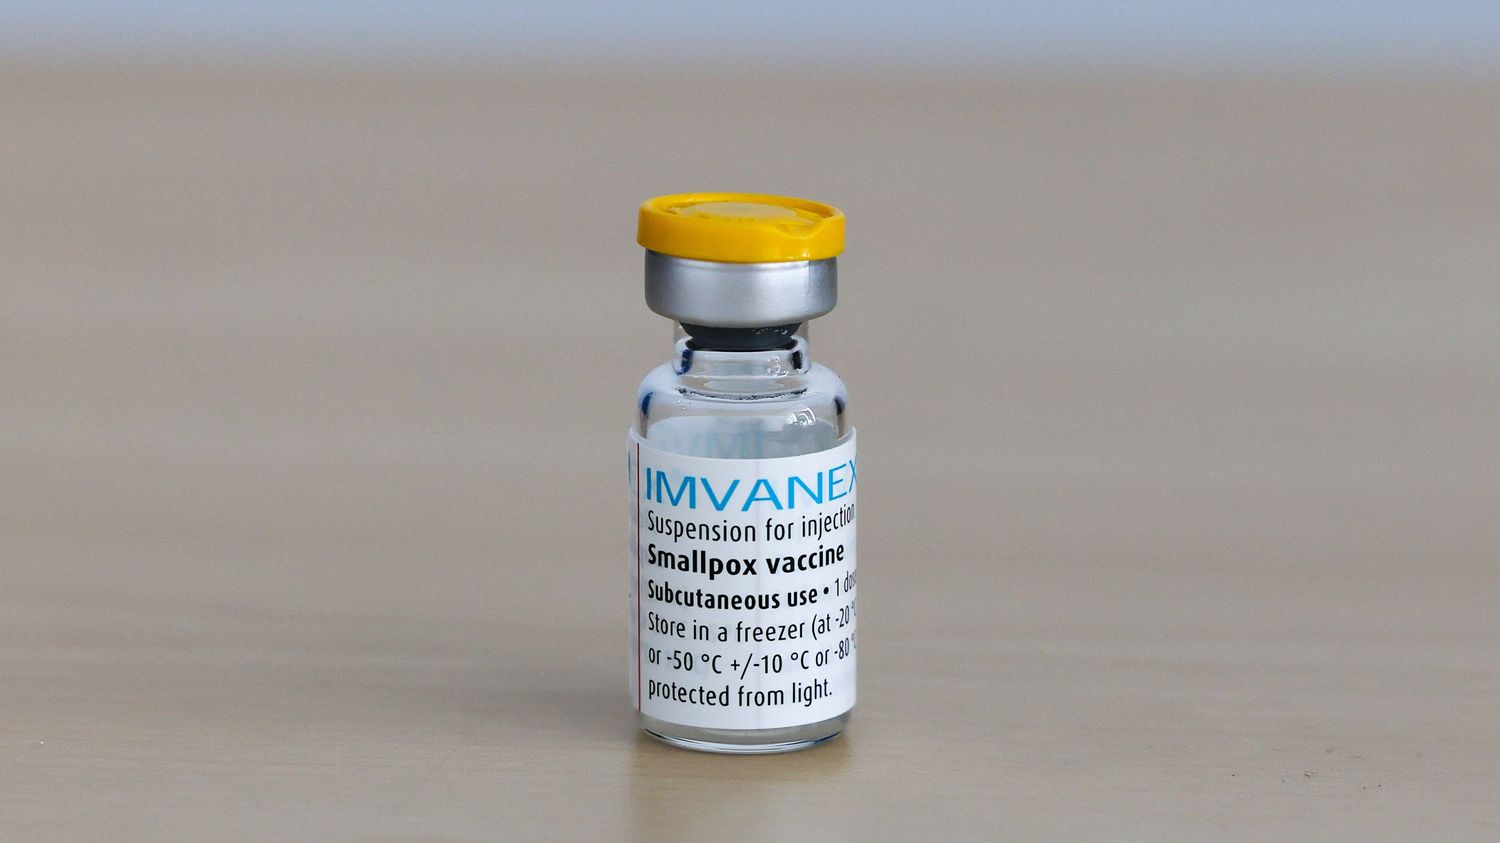 IMVANEX
Suspension for injection
Smallpox vaccine
Subcutaneous use • 1 dose
Store in a freezer (at -20 °C
or -50 °C +/-10 °C or -80 °C
protected from light.